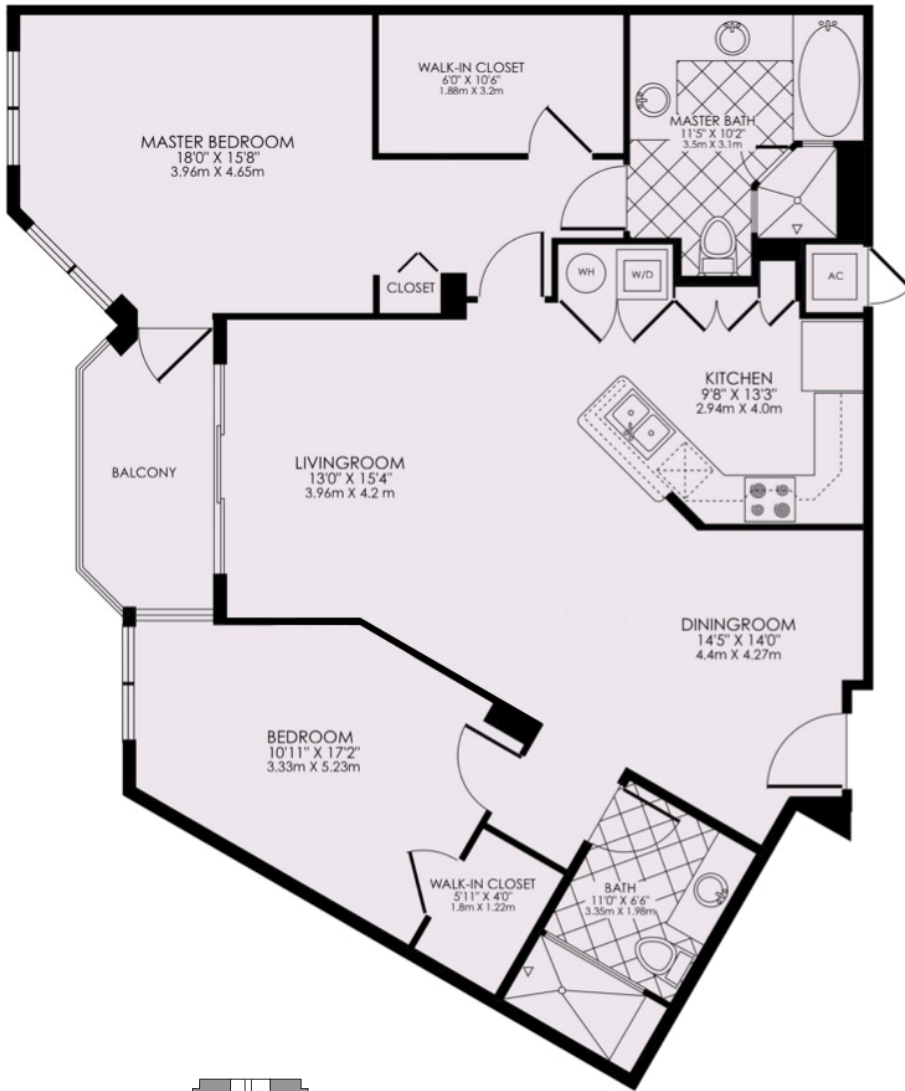 WALK-IN CLOSET
6'0" X 10'6"
1.88m X 3.2m
MASTER BEDROOM
18'0" X 15'8"
3.96m X 4.65m
MASTER BATH
11'5" X 10'2"
3.5m X 3.1m
CLOSET
WH
W/D
AC
KITCHEN
9'8" X 13'3"
2.94m X 4.0m
BALCONY
LIVINGROOM
13'0" X 15'4"
3.96m X 4.2 m
DININGROOM
14'5" X 14'0"
4.4m X 4.27m
BEDROOM
10'11" X 17'2"
3.33m X 5.23m
WALK-IN CLOSET
5'11" X 4'0"
1.8m X 1.22m
BATH
11'0" X 6'6"
3.35m X 1.98m